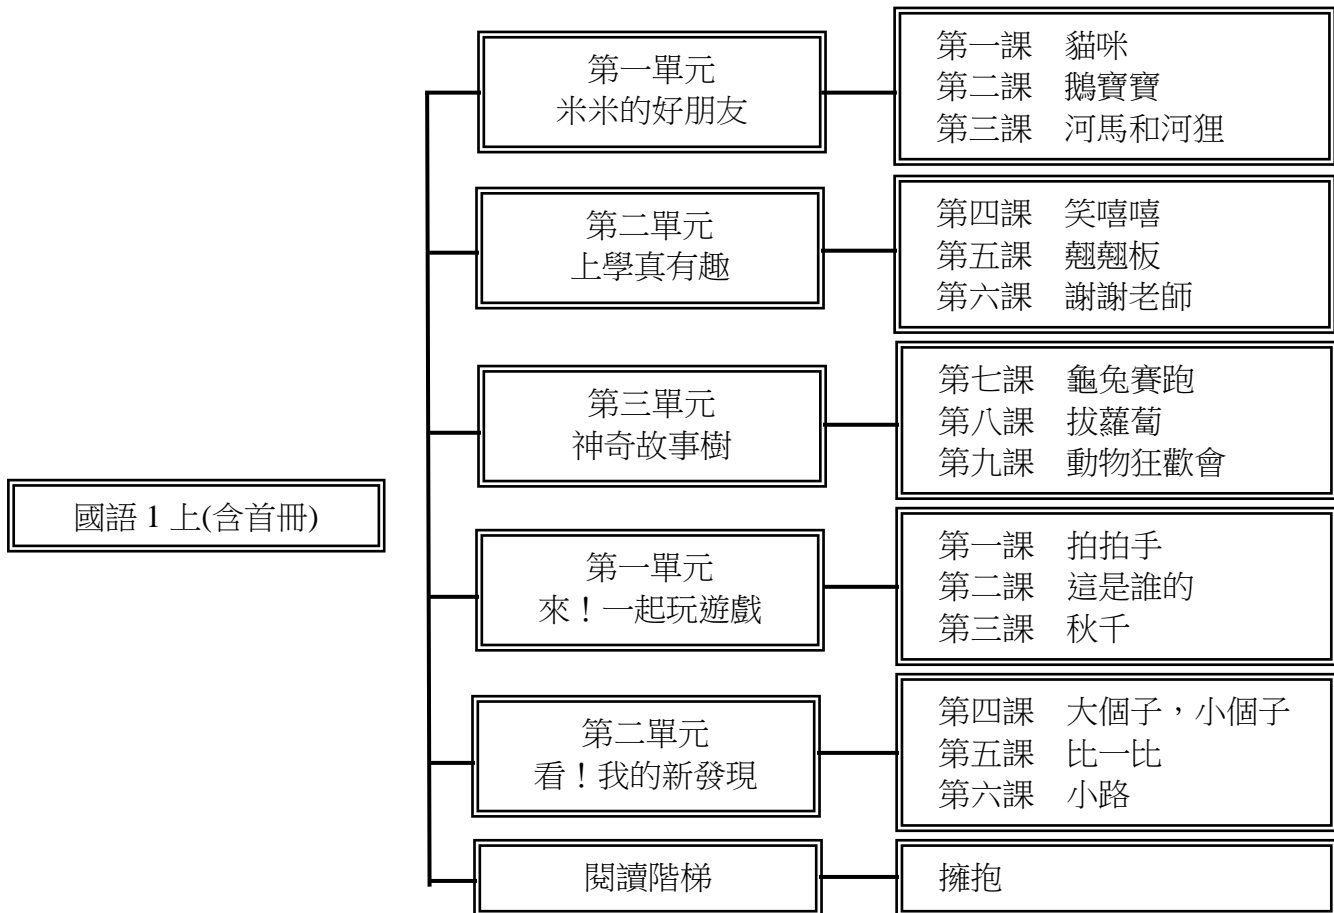 國語 1 上(含首冊)
第一單元
米米的好朋友
第一課 貓咪
第二課 鵝寶寶
第三課 河馬和河狸
第二單元
上學真有趣
第四課 笑嘻嘻
第五課 翹翹板
第六課 謝謝老師
第三單元
神奇故事樹
第七課 龜兔賽跑
第八課 拔蘿蔔
第九課 動物狂歡會
第一單元
來！一起玩遊戲
第一課 拍拍手
第二課 這是誰的
第三課 秋千
第二單元
看！我的新發現
第四課 大個子，小個子
第五課 比一比
第六課 小路
閱讀階梯
擁抱